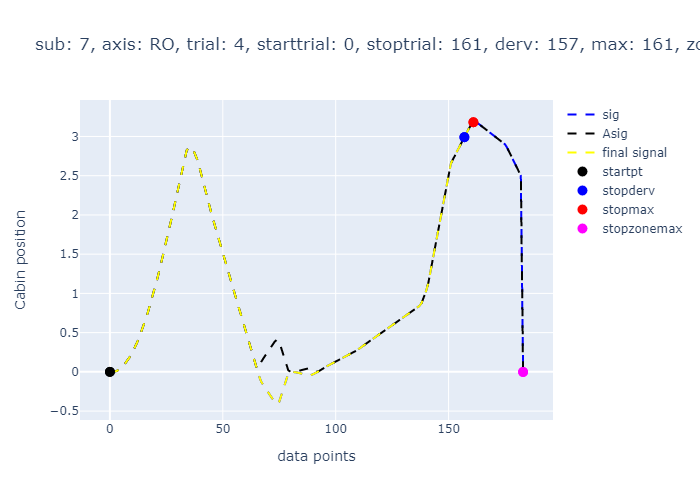 sub: 7, axis: RO, trial: 4, starttrial: 0, stoptrial: 161, derv: 157, max: 161, zo
sig
Asig
final signal
startpt
stopderv
stopmax
stopzonemax
Cabin position
3
2.5
2
1.5
1
0.5
0
−0.5
0
50
100
150
data points